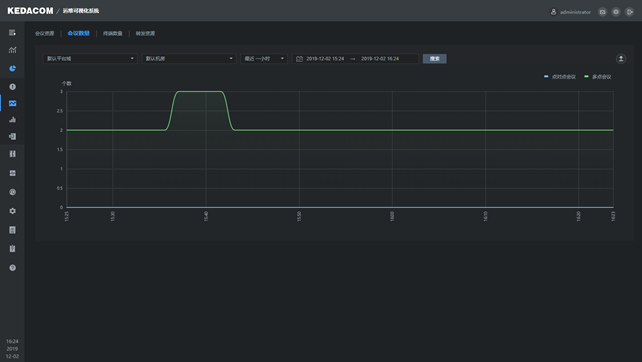 KEDACOM / 运维可视化系统
administrator
会议资源 会议数量 终端数量 转发资源
默认平台域 默认机房 最近一小时 2019-12-02 15:24 → 2019-12-02 16:24 搜索
点对点会议 多点会议
个数
3
2.5
2
1.5
1
0.5
0
15:25 15:30 15:40 15:50 16:00 16:10 16:20 16:23
16:24
2019
12-02